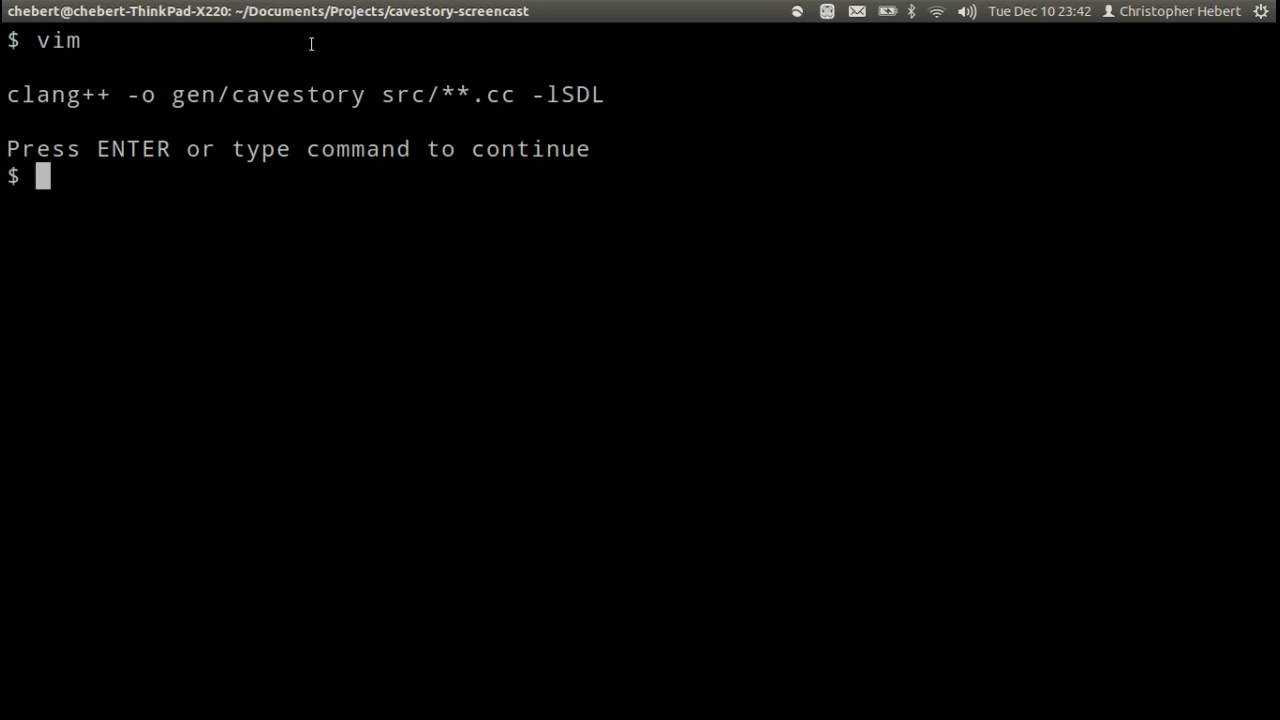 chebert@chebert-ThinkPad-X220: ~/Documents/Projects/cavestory-screencast Tue Dec 10 23:42 Christopher Hebert
$ vim
clang++ -o gen/cavestory src/**.cc -lSDL
Press ENTER or type command to continue
$